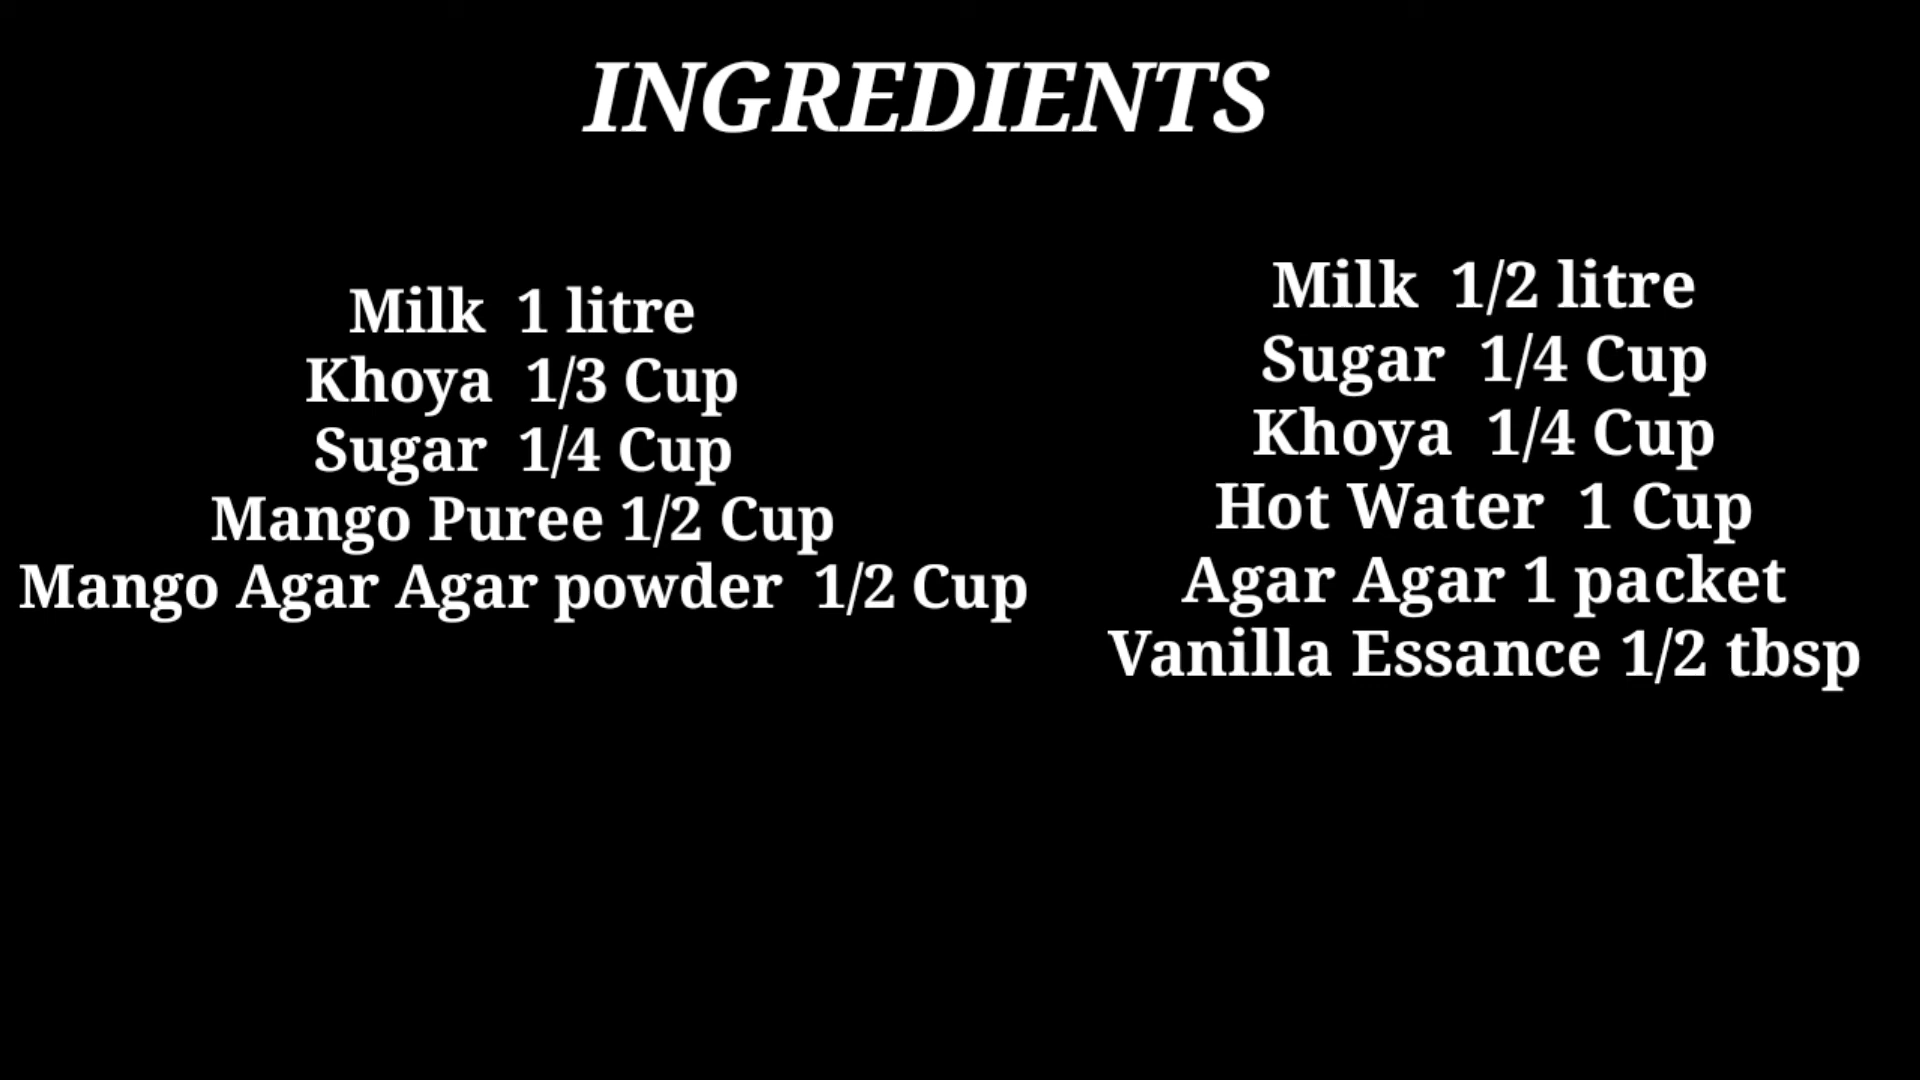 INGREDIENTS
Milk 1 litre
Khoya 1/3 Cup
Sugar 1/4 Cup
Mango Puree 1/2 Cup
Mango Agar Agar powder 1/2 Cup
Milk 1/2 litre
Sugar 1/4 Cup
Khoya 1/4 Cup
Hot Water 1 Cup
Agar Agar 1 packet
Vanilla Essance 1/2 tbsp